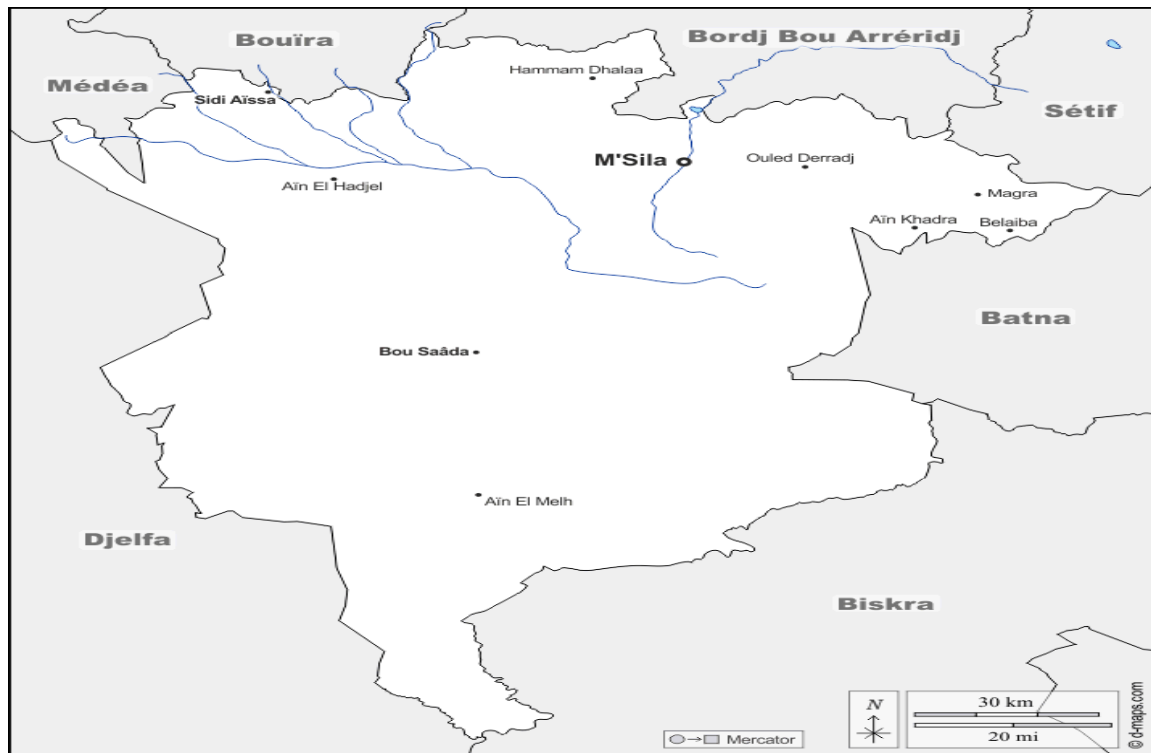 Bouïra
Bordj Bou Arréridj
Hammam Dhalaa
Médéa
Sidi Aïssa
Sétif
M'Sila
Ouled Derradj
Aïn El Hadjel
Magra
Aïn Khadra
Belaiba
Batna
Bou Saâda
Aïn El Melh
Djelfa
Biskra
N
30 km
20 mi
Mercator
© d-maps.com